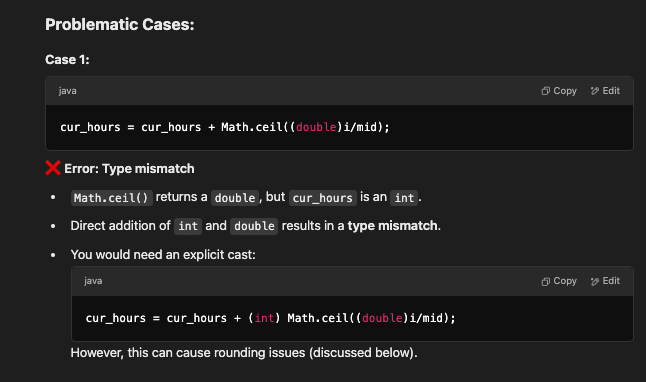 Problematic Cases:
Case 1:
java Copy Edit
cur_hours = cur_hours + Math.ceil((double)i/mid);
❌ Error: Type mismatch
• Math.ceil() returns a double, but cur_hours is an int.
• Direct addition of int and double results in a type mismatch.
• You would need an explicit cast:
java Copy Edit
cur_hours = cur_hours + (int) Math.ceil((double)i/mid);
However, this can cause rounding issues (discussed below).